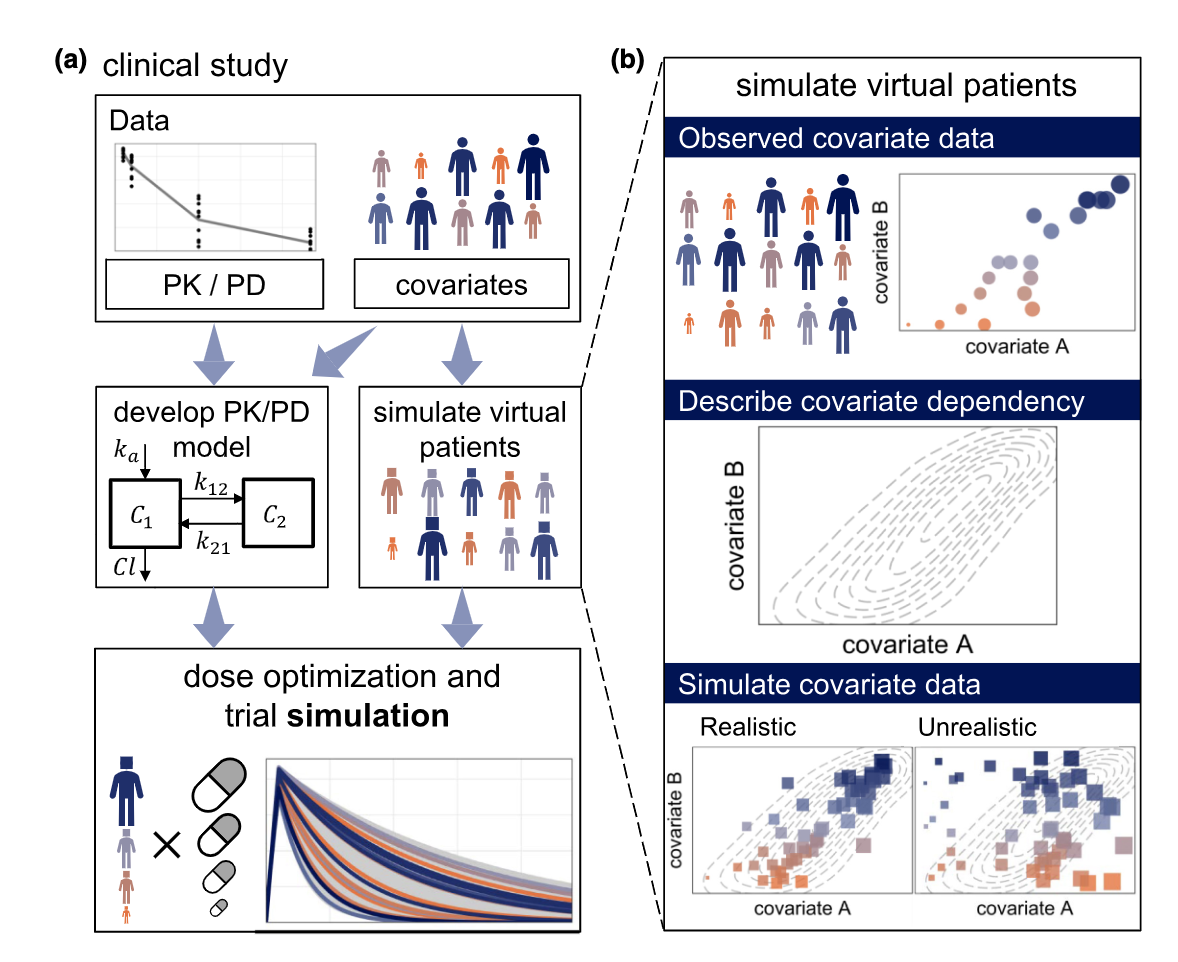 (a) clinical study
Data
PK / PD
covariates
develop PK/PD
model
k_a
k_12
C_1
C_2
k_21
Cl
simulate virtual
patients
dose optimization and
trial simulation
×
(b)
simulate virtual patients
Observed covariate data
covariate B
covariate A
Describe covariate dependency
covariate B
covariate A
Simulate covariate data
Realistic
Unrealistic
covariate B
covariate A
covariate A